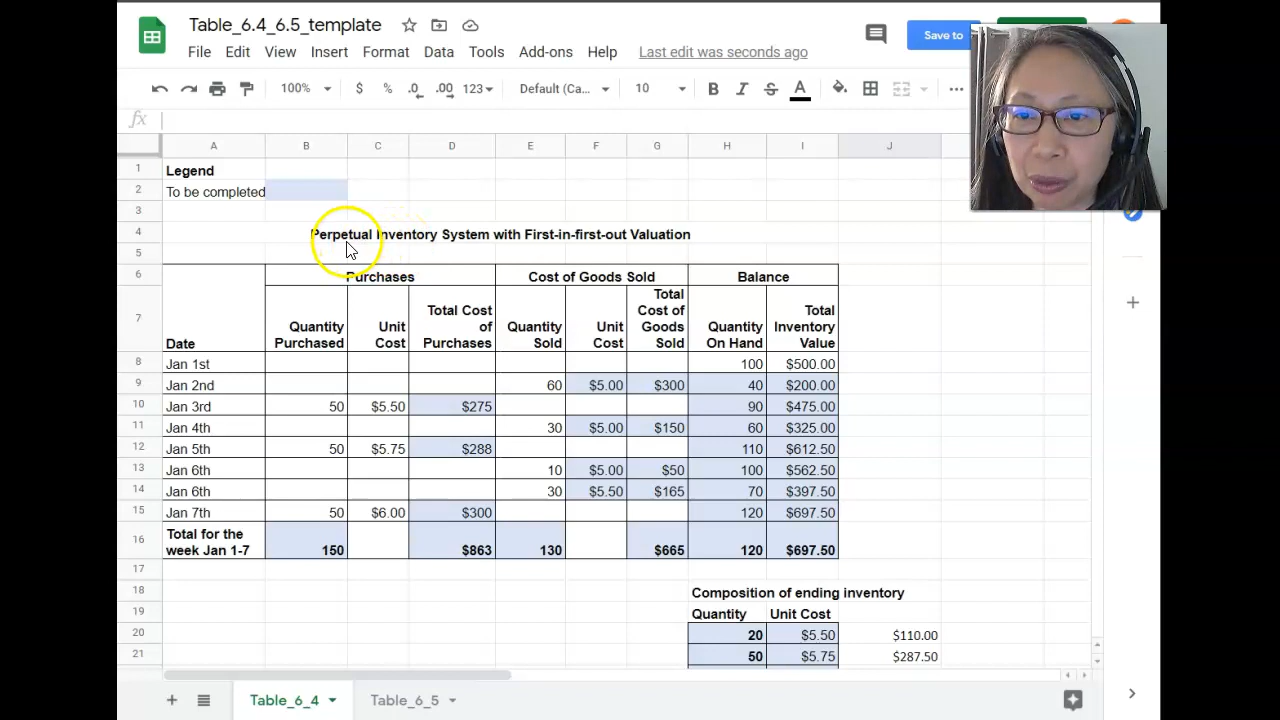 Table_6.4_6.5_template
File Edit View Insert Format Data Tools Add-ons Help Last edit was seconds ago
Save to
100% $ % .0 .00 123 Default (Ca... 10 B I S A ...
fx
A B C D E F G H I J
1 Legend
2 To be completed
3
4 Perpetual Inventory System with First-in-first-out Valuation
5
6 Purchases Cost of Goods Sold Balance
7 Date Quantity Purchased Unit Cost Total Cost of Purchases Quantity Sold Unit Cost Total Cost of Goods Sold Quantity On Hand Total Inventory Value
8 Jan 1st 100 $500.00
9 Jan 2nd 60 $5.00 $300 40 $200.00
10 Jan 3rd 50 $5.50 $275 90 $475.00
11 Jan 4th 30 $5.00 $150 60 $325.00
12 Jan 5th 50 $5.75 $288 110 $612.50
13 Jan 6th 10 $5.00 $50 100 $562.50
14 Jan 6th 30 $5.50 $165 70 $397.50
15 Jan 7th 50 $6.00 $300 120 $697.50
16 Total for the week Jan 1-7 150 $863 130 $665 120 $697.50
17
18 Composition of ending inventory
19 Quantity Unit Cost
20 20 $5.50 $110.00
21 50 $5.75 $287.50
Table_6_4 Table_6_5